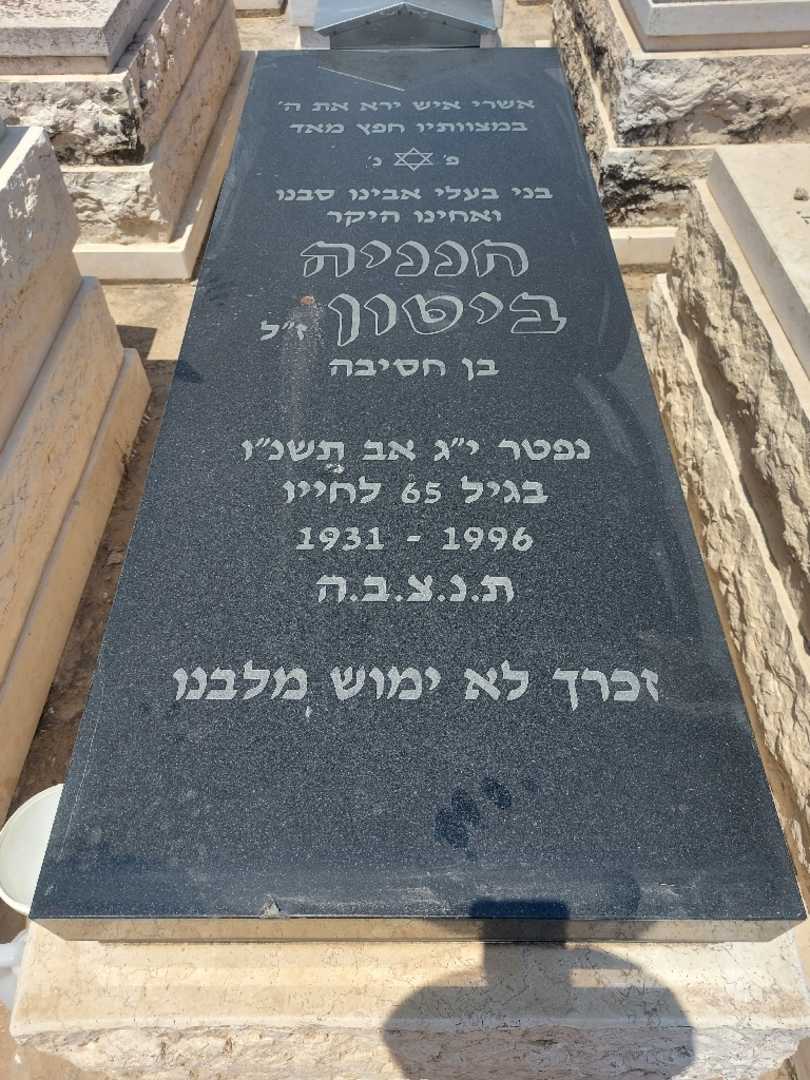 אשרי איש ירא את ה'
במצוותיו חפץ מאד
פ' נ'
בני בעלי אבינו סבנו
ואחינו היקר
חנניה
ביטון ז"ל
בן חסיבה
נפטר י"ג אב תשנ"ו
בגיל 65 לחייו
1931 - 1996
ת.נ.צ.ב.ה
זכרך לא ימוש מלבנו